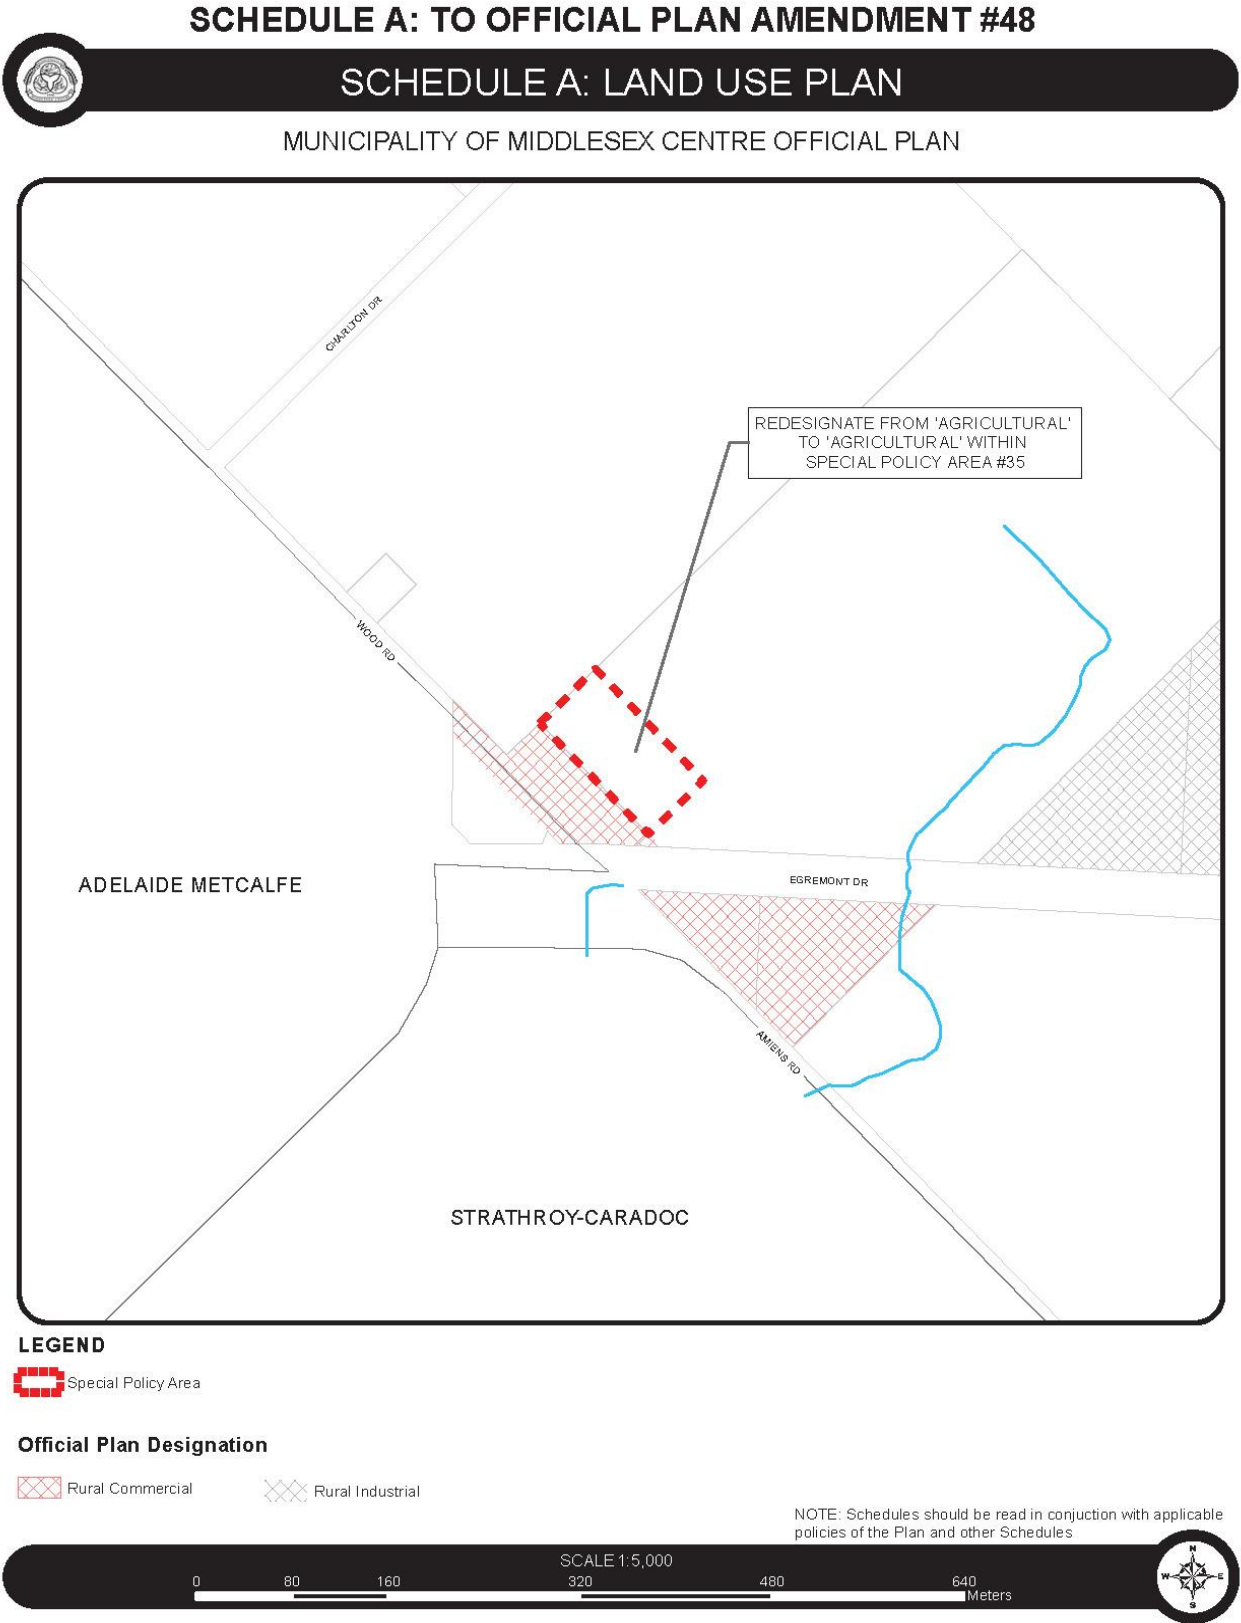 SCHEDULE A: TO OFFICIAL PLAN AMENDMENT #48
SCHEDULE A: LAND USE PLAN
MUNICIPALITY OF MIDDLESEX CENTRE OFFICIAL PLAN
CHARLTON DR
REDESIGNATE FROM 'AGRICULTURAL'
TO 'AGRICULTURAL' WITHIN
SPECIAL POLICY AREA #35
WOOD RD
ADELAIDE METCALFE
EGREMONT DR
AMIENS RD
STRATHROY-CARADOC
LEGEND
Special Policy Area
Official Plan Designation
Rural Commercial
Rural Industrial
NOTE: Schedules should be read in conjuction with applicable
policies of the Plan and other Schedules
SCALE 1:5,000
0 80 160 320 480 640
Meters
N
W E
S